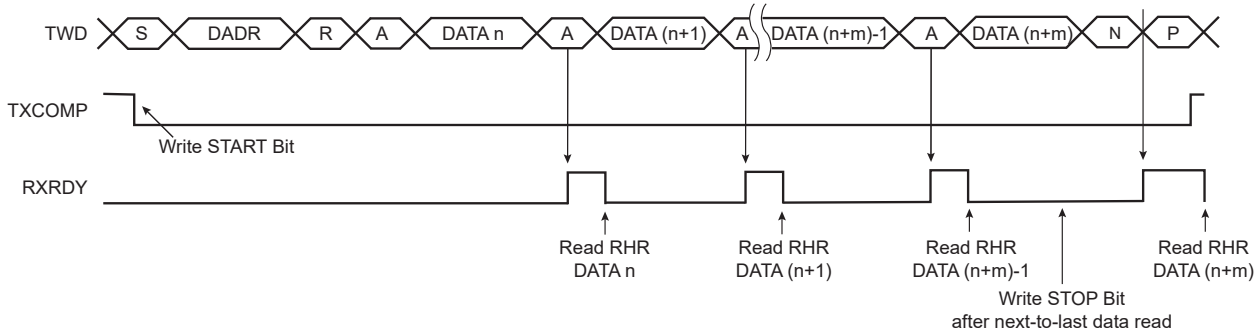 TWD S DADR R A DATA n A DATA (n+1) A DATA (n+m)-1 A DATA (n+m) N P
TXCOMP
Write START Bit
RXRDY
Read RHR
DATA n
Read RHR
DATA (n+1)
Read RHR
DATA (n+m)-1
Read RHR
DATA (n+m)
Write STOP Bit
after next-to-last data read